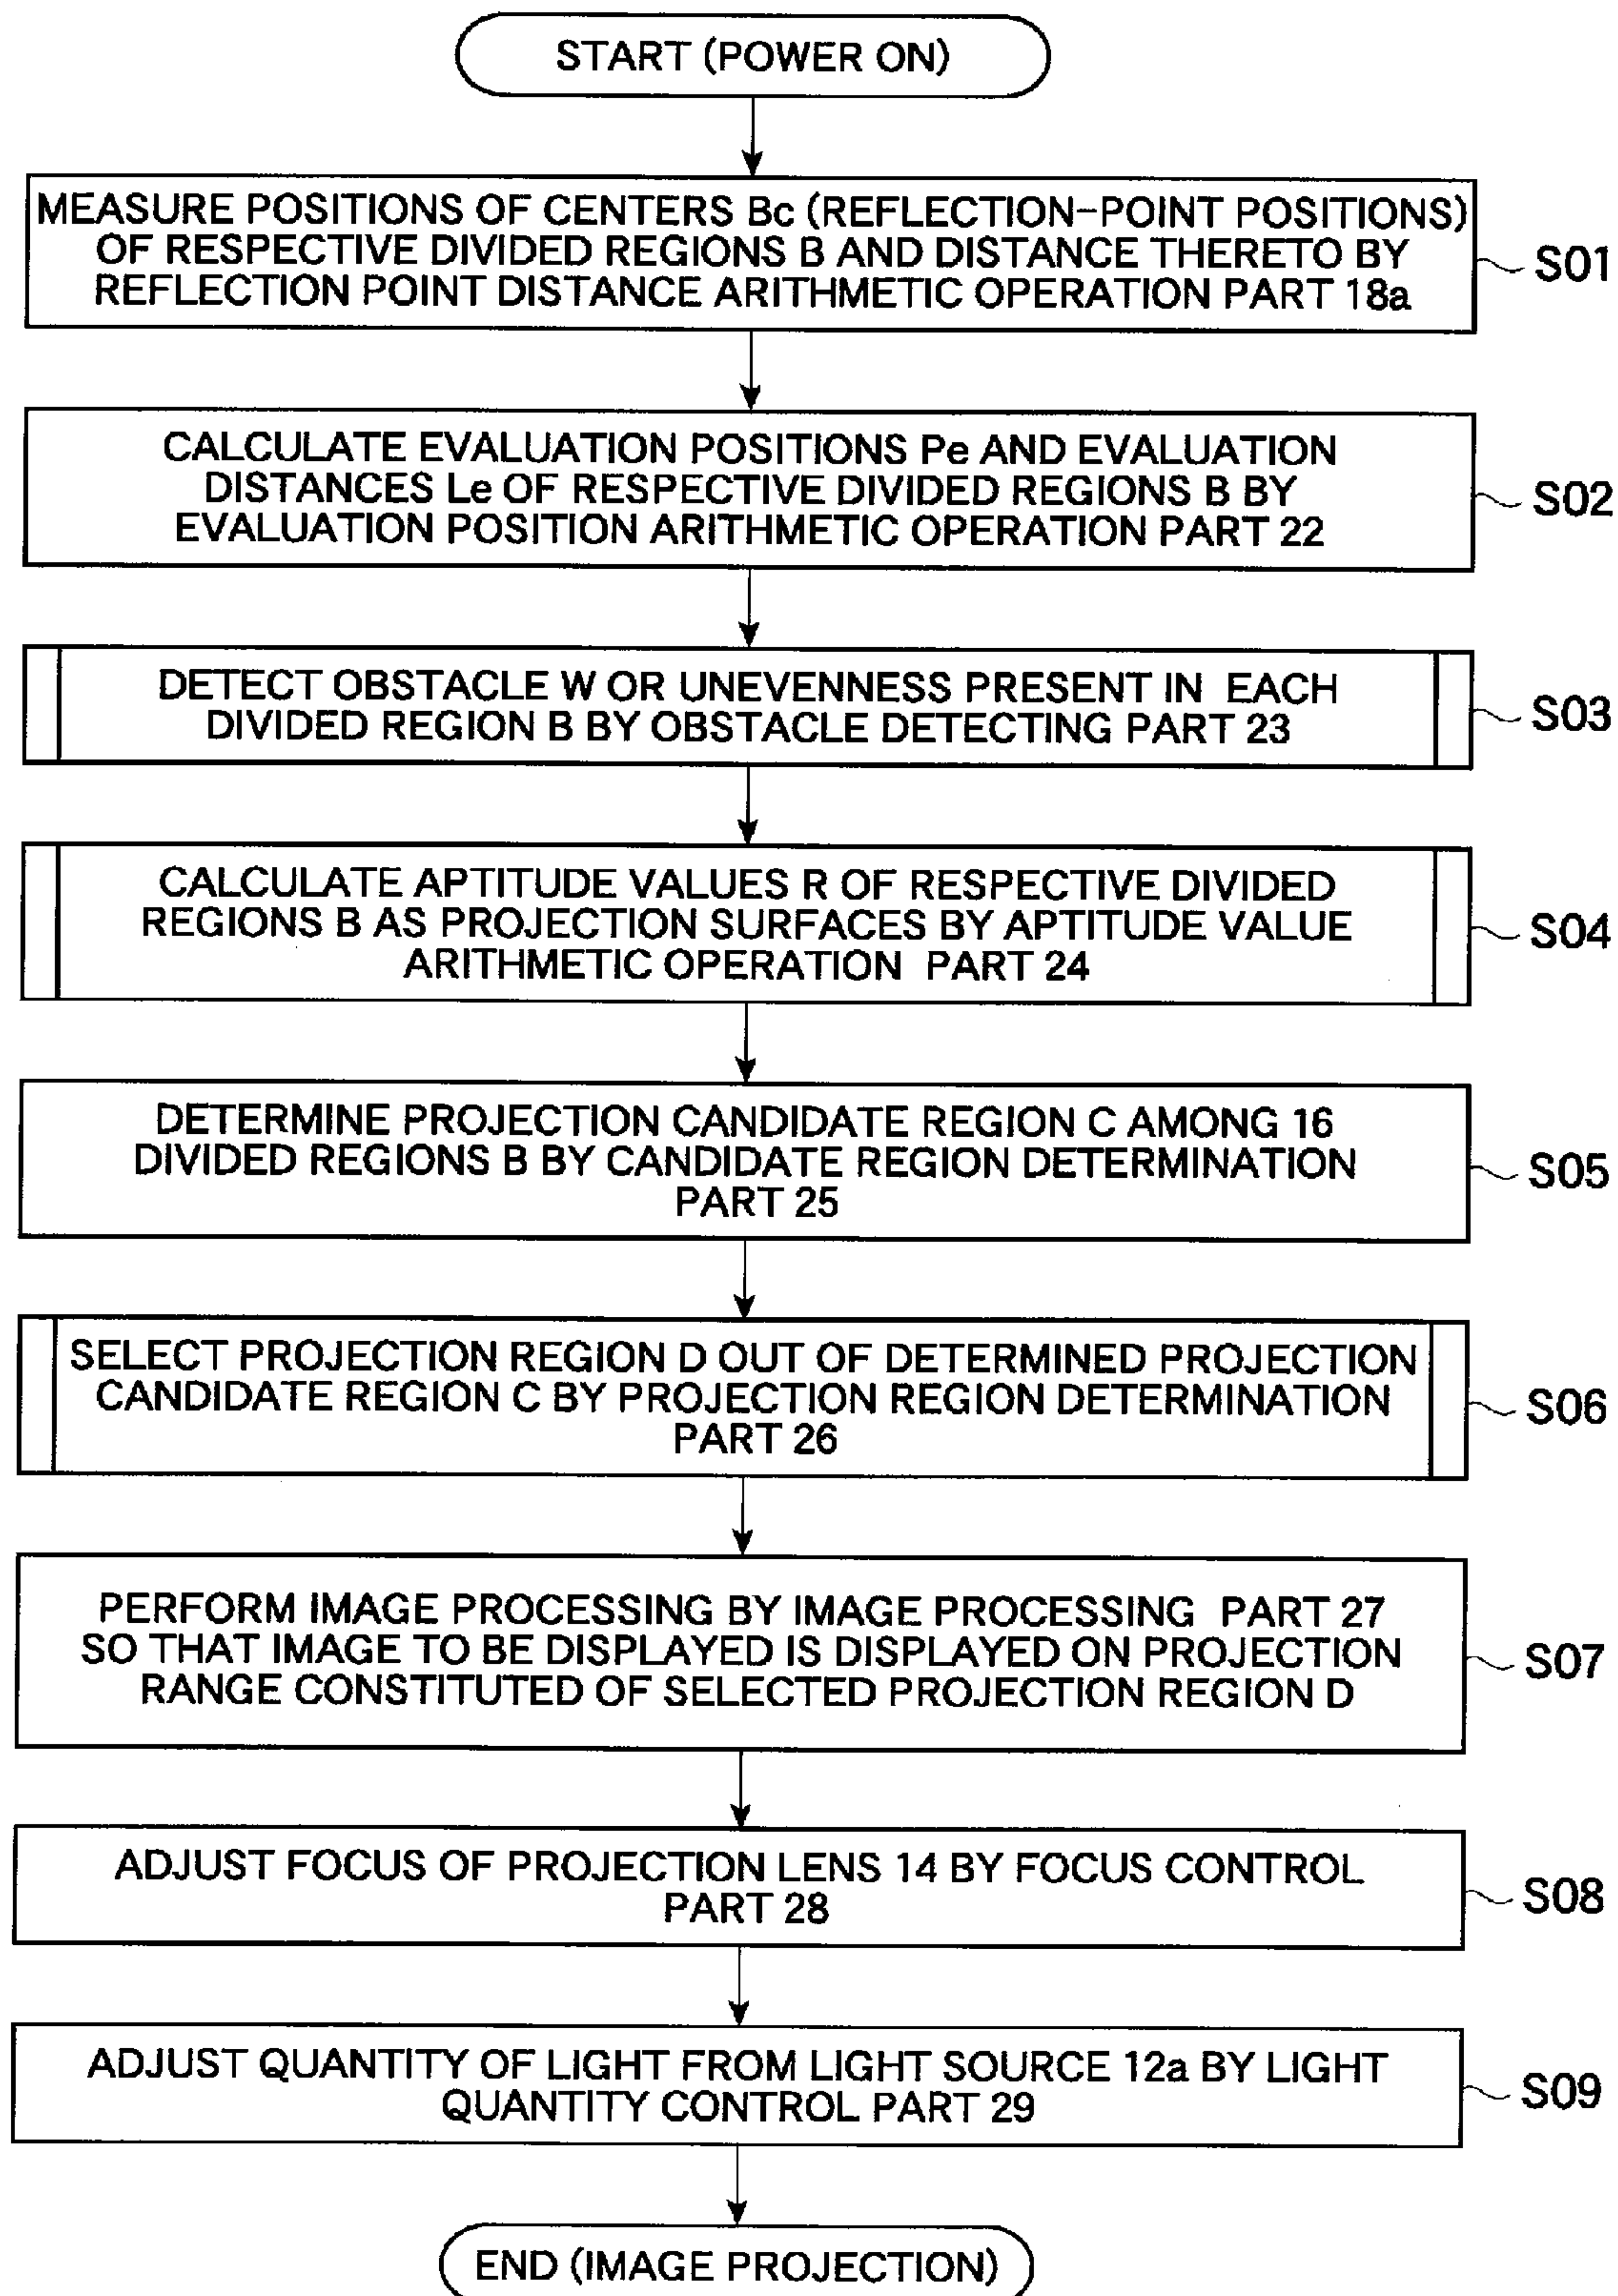 START (POWER ON)
MEASURE POSITIONS OF CENTERS Bc (REFLECTION-POINT POSITIONS)
OF RESPECTIVE DIVIDED REGIONS B AND DISTANCE THERETO BY
REFLECTION POINT DISTANCE ARITHMETIC OPERATION PART 18a
S01
CALCULATE EVALUATION POSITIONS Pe AND EVALUATION
DISTANCES Le OF RESPECTIVE DIVIDED REGIONS B BY
EVALUATION POSITION ARITHMETIC OPERATION PART 22
S02
DETECT OBSTACLE W OR UNEVENNESS PRESENT IN EACH
DIVIDED REGION B BY OBSTACLE DETECTING PART 23
S03
CALCULATE APTITUDE VALUES R OF RESPECTIVE DIVIDED
REGIONS B AS PROJECTION SURFACES BY APTITUDE VALUE
ARITHMETIC OPERATION PART 24
S04
DETERMINE PROJECTION CANDIDATE REGION C AMONG 16
DIVIDED REGIONS B BY CANDIDATE REGION DETERMINATION
PART 25
S05
SELECT PROJECTION REGION D OUT OF DETERMINED PROJECTION
CANDIDATE REGION C BY PROJECTION REGION DETERMINATION
PART 26
S06
PERFORM IMAGE PROCESSING BY IMAGE PROCESSING PART 27
SO THAT IMAGE TO BE DISPLAYED IS DISPLAYED ON PROJECTION
RANGE CONSTITUTED OF SELECTED PROJECTION REGION D
S07
ADJUST FOCUS OF PROJECTION LENS 14 BY FOCUS CONTROL
PART 28
S08
ADJUST QUANTITY OF LIGHT FROM LIGHT SOURCE 12a BY LIGHT
QUANTITY CONTROL PART 29
S09
END (IMAGE PROJECTION)